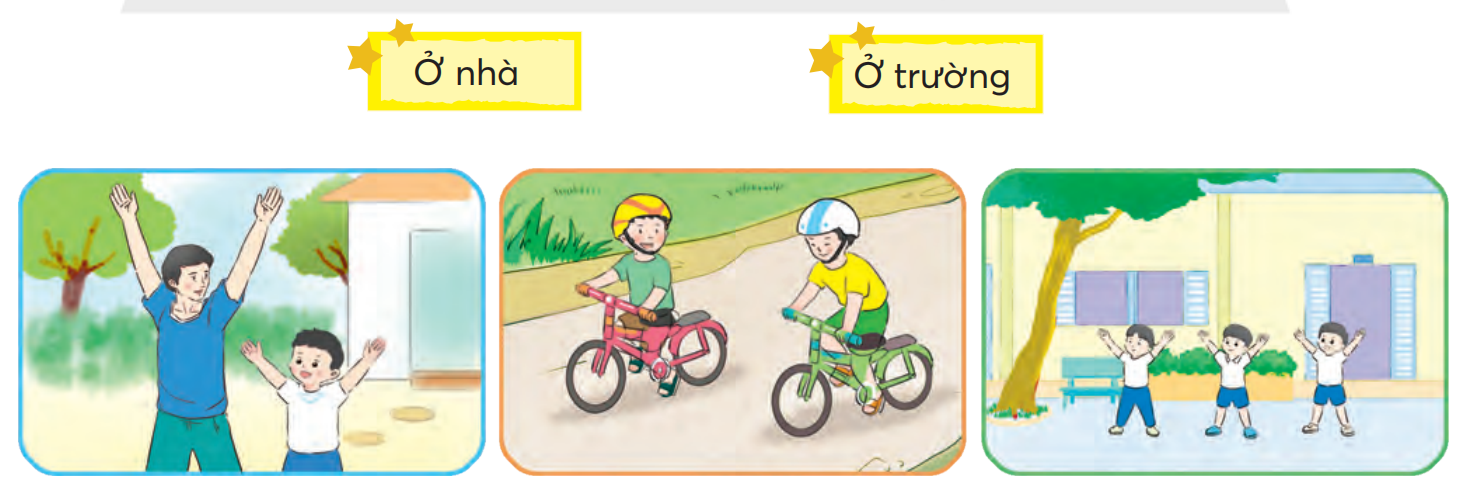 Ở nhà
Ở trường